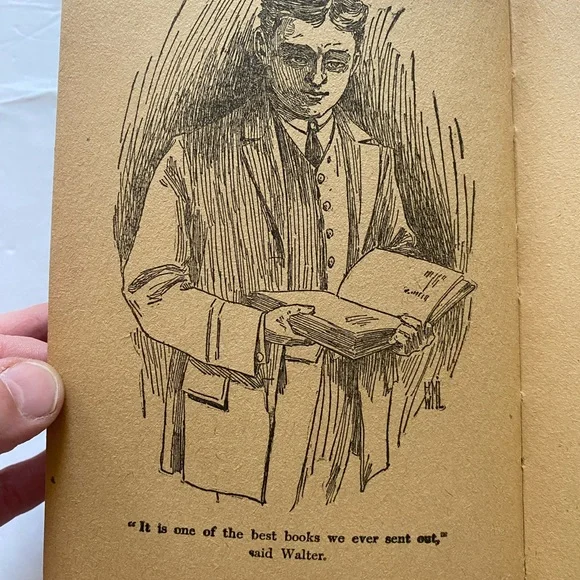 "It is one of the best books we ever sent out,"
said Walter.